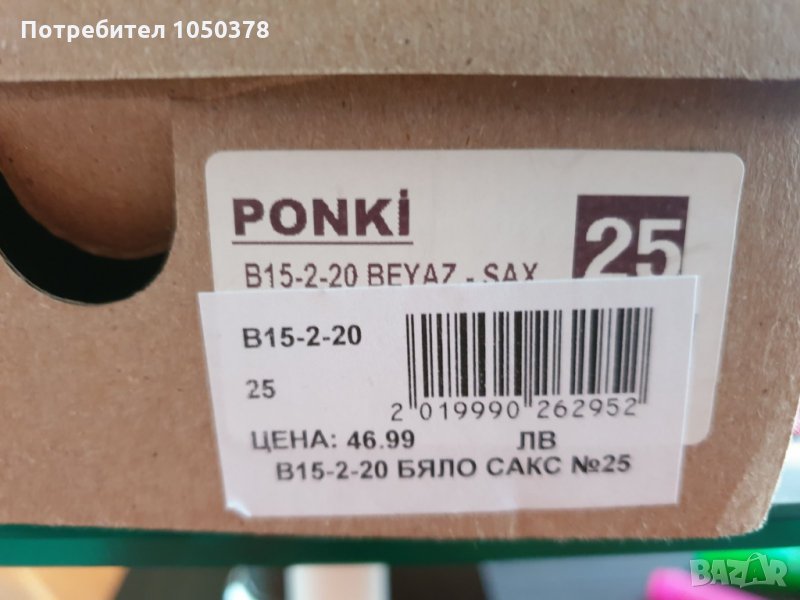 Потребител 1050378
PONKİ
25
B15-2-20 BEYAZ - SAX
B15-2-20
25
2 019990 262952
ЦЕНА: 46.99 ЛВ
B15-2-20 БЯЛО САКС №25
BAZAR